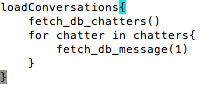 loadConversations{
    fetch_db_chatters()
    for chatter in chatters{
        fetch_db_message(1)
    }
}